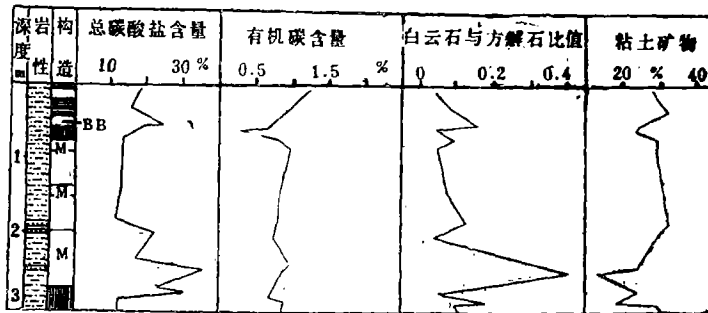 深度 m
岩性
构造
总碳酸盐含量
10 30 %
有机碳含量
0.5 1.5 %
白云石与方解石比值
0 0.2 0.4
粘土矿物
20 % 40
BB
1
M
M
2
M
3